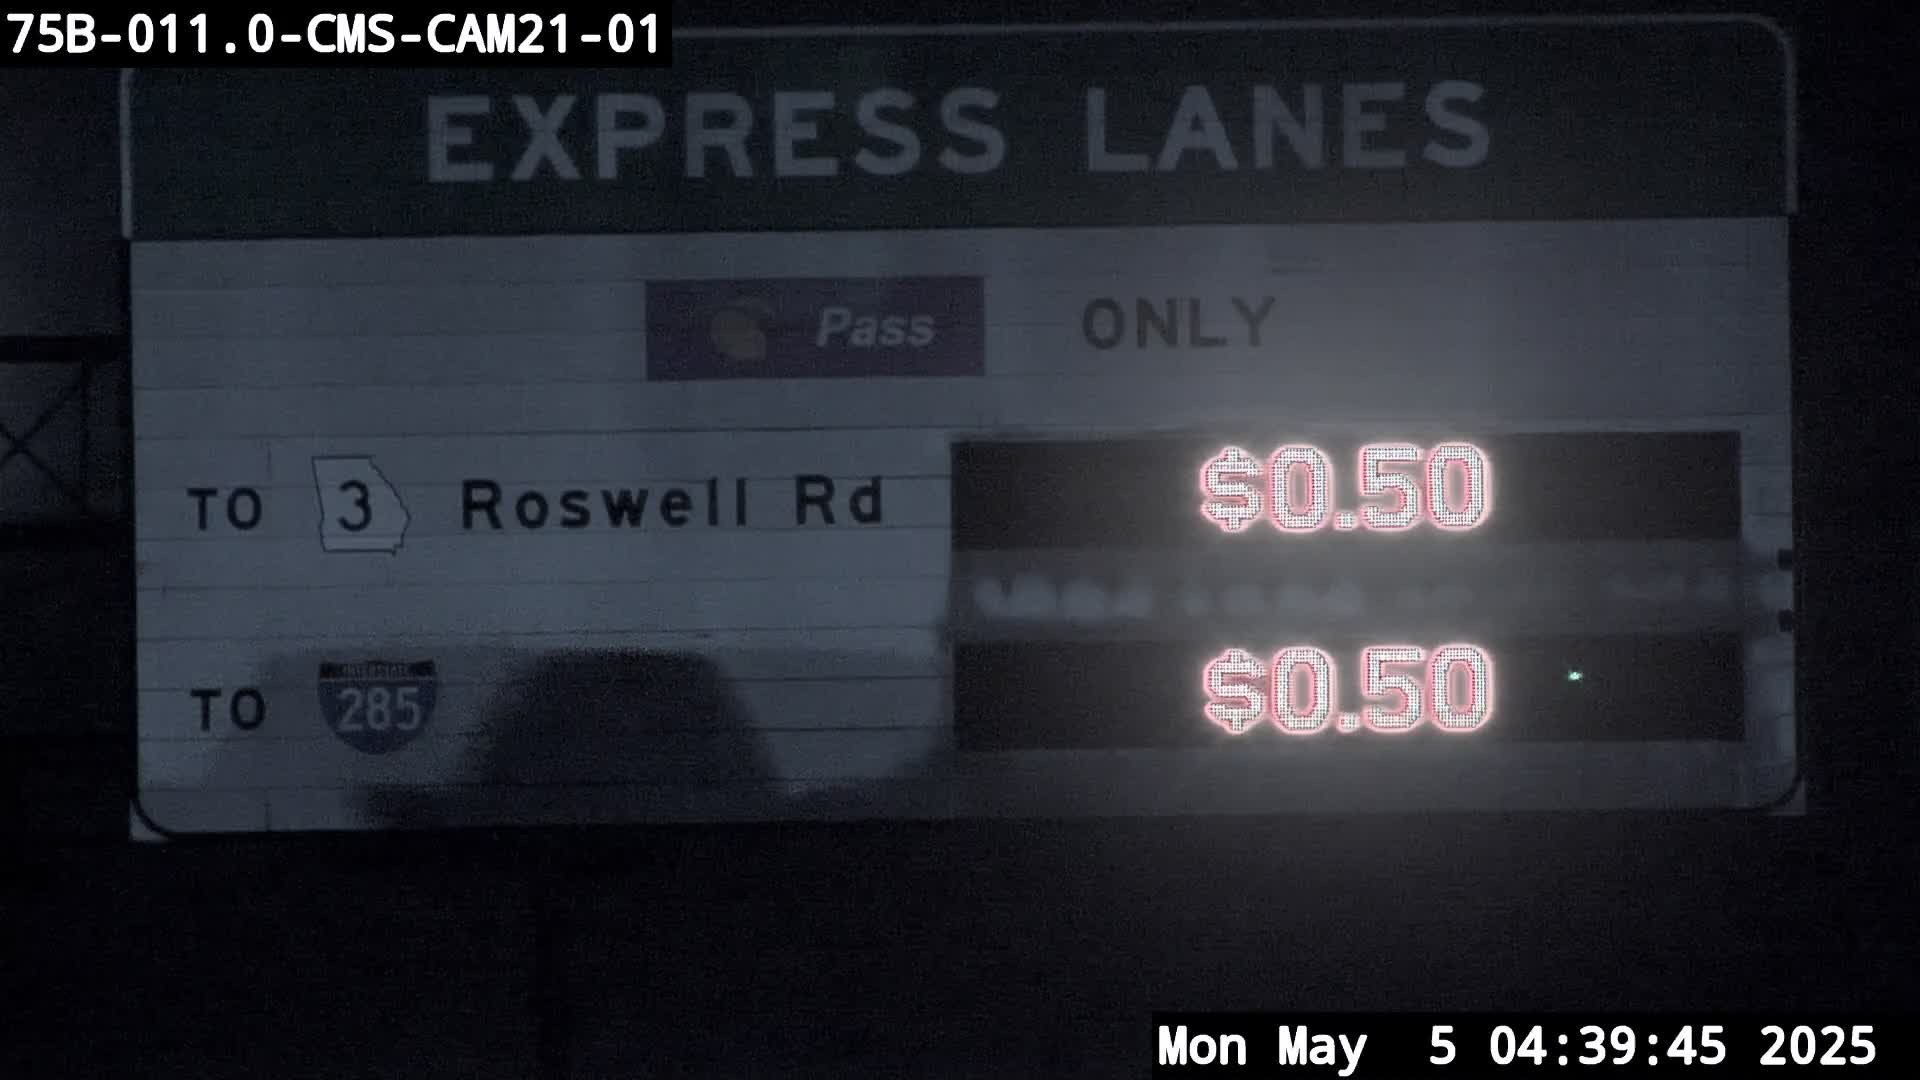 75B-011.0-CMS-CAM21-01
EXPRESS LANES
Pass ONLY
TO 3 Roswell Rd $0.50
INTERSTATE
TO 285 $0.50
Mon May 5 04:39:45 2025